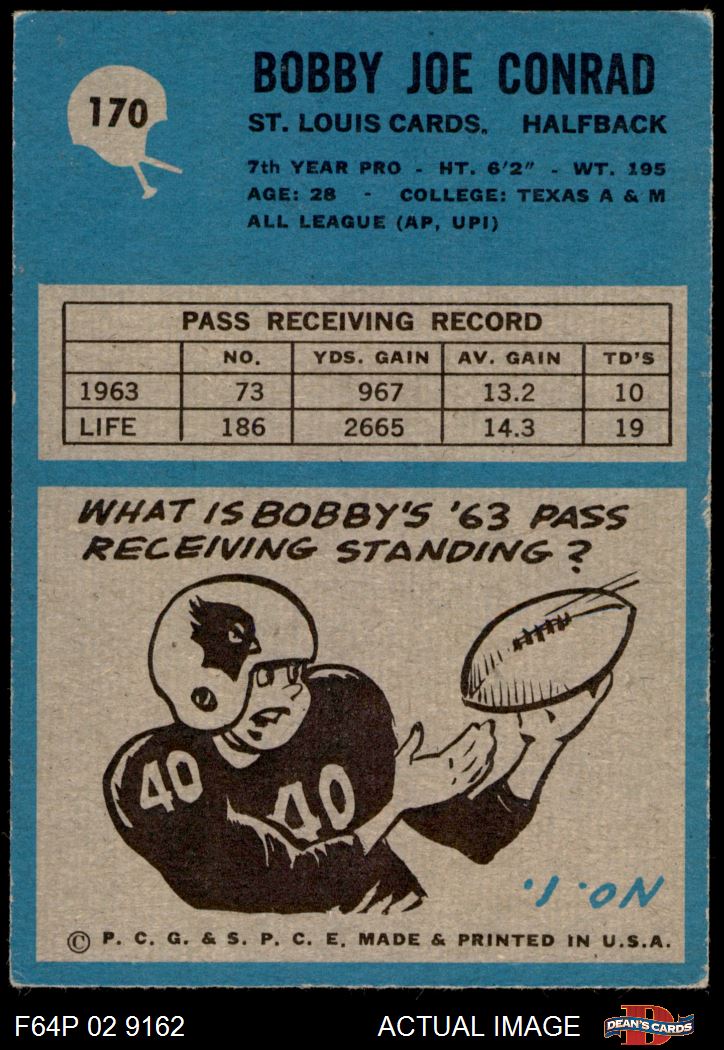 170
BOBBY JOE CONRAD
ST. LOUIS CARDS. HALFBACK
7th YEAR PRO - HT. 6'2" - WT. 195
AGE: 28 - COLLEGE: TEXAS A & M
ALL LEAGUE (AP, UPI)
PASS RECEIVING RECORD
NO. YDS. GAIN AV. GAIN TD'S
1963 73 967 13.2 10
LIFE 186 2665 14.3 19
WHAT IS BOBBY'S '63 PASS
RECEIVING STANDING?
40 40
NO. 1.
© P. C. G. & S. P. C. E. MADE & PRINTED IN U.S.A.
F64P 02 9162 ACTUAL IMAGE D DEAN'S CARDS